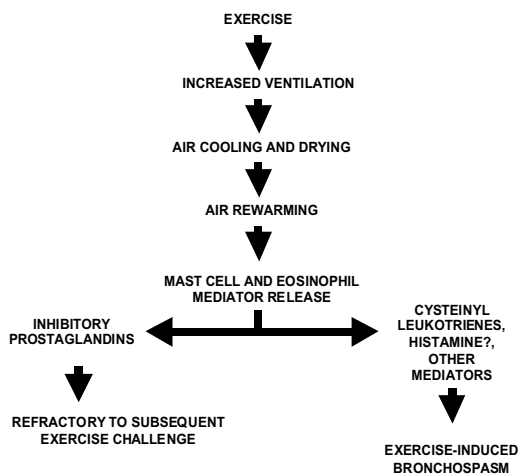 EXERCISE
INCREASED VENTILATION
AIR COOLING AND DRYING
AIR REWARMING
MAST CELL AND EOSINOPHIL
MEDIATOR RELEASE
INHIBITORY
PROSTAGLANDINS
REFRACTORY TO SUBSEQUENT
EXERCISE CHALLENGE
CYSTEINYL
LEUKOTRIENES,
HISTAMINE?,
OTHER
MEDIATORS
EXERCISE-INDUCED
BRONCHOSPASM